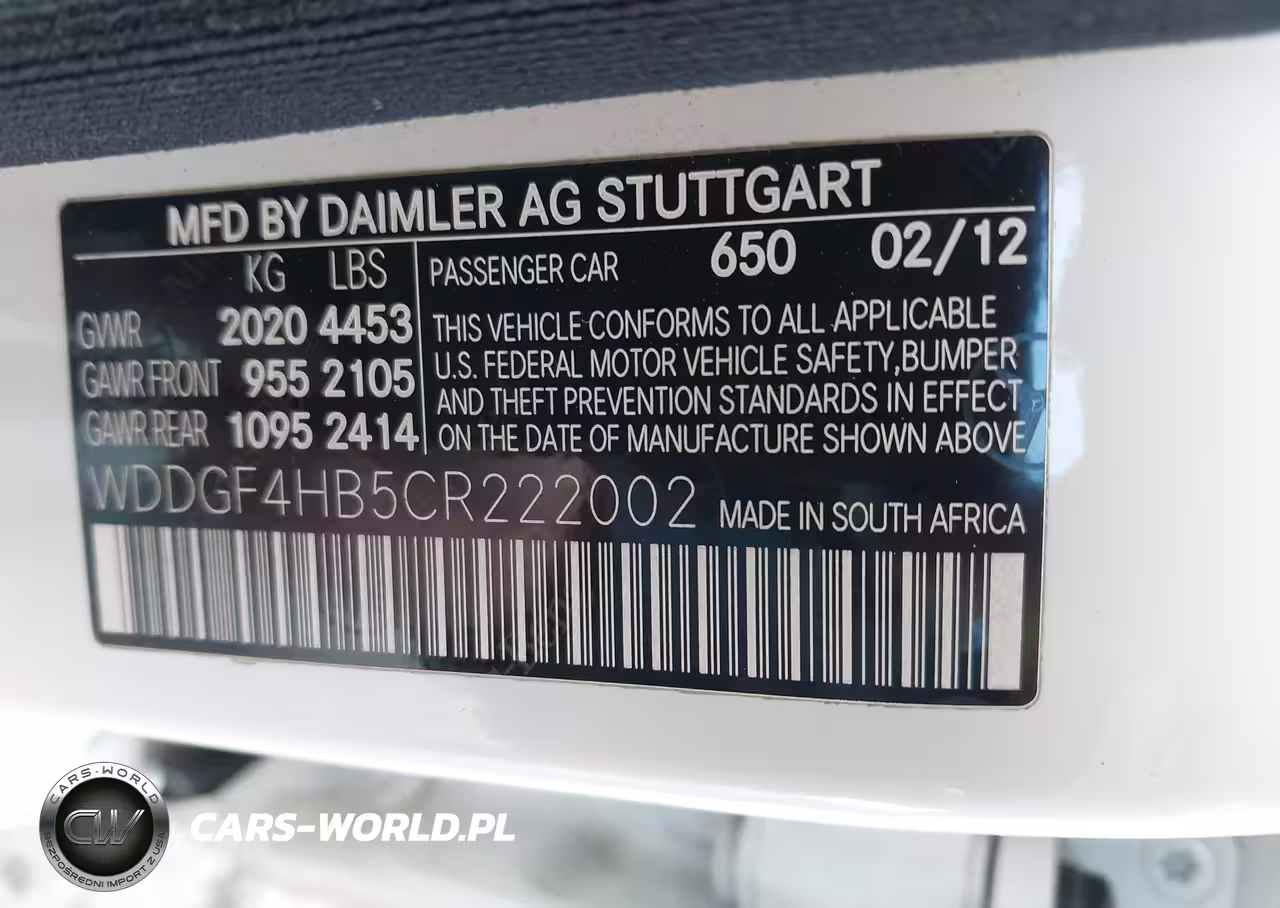 MFD BY DAIMLER AG STUTTGART
KG LBS
GVWR 2020 4453
GAWR FRONT 955 2105
GAWR REAR 1095 2414
PASSENGER CAR 650 02/12
THIS VEHICLE CONFORMS TO ALL APPLICABLE
U.S. FEDERAL MOTOR VEHICLE SAFETY,BUMPER
AND THEFT PREVENTION STANDARDS IN EFFECT
ON THE DATE OF MANUFACTURE SHOWN ABOVE
WDDGF4HB5CR222002 MADE IN SOUTH AFRICA
CARS-WORLD
CW
BEZPOŚREDNI IMPORT Z USA
CARS-WORLD.PL